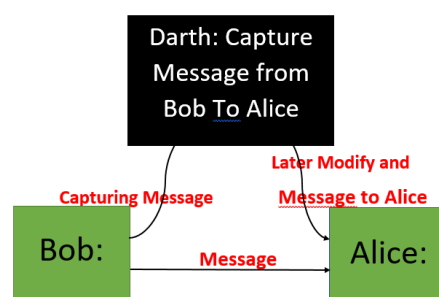 Darth: Capture
Message from
Bob To Alice
Later Modify and
Capturing Message
Message to Alice
Bob:
Message
Alice: